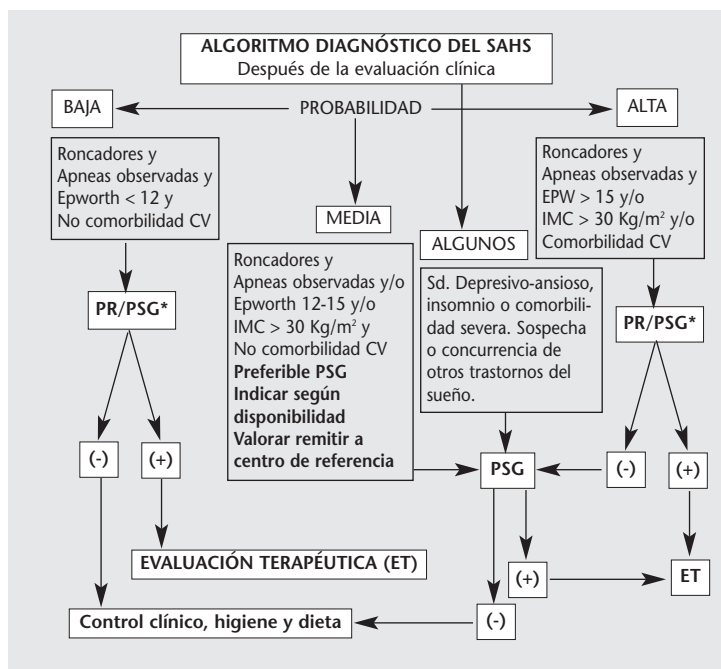 ALGORITMO DIAGNÓSTICO DEL SAHS
Después de la evaluación clínica
BAJA
PROBABILIDAD
ALTA
Roncadores y
Apneas observadas y
Epworth < 12 y
No comorbilidad CV
MEDIA
ALGUNOS
Roncadores y
Apneas observadas y
EPW > 15 y/o
IMC > 30 Kg/m² y/o
Comorbilidad CV
Roncadores y
Apneas observadas y/o
Epworth 12-15 y/o
IMC > 30 Kg/m² y
No comorbilidad CV
Preferible PSG
Indicar según
disponibilidad
Valorar remitir a
centro de referencia
Sd. Depresivo-ansioso,
insomnio o comorbili-
dad severa. Sospecha
o concurrencia de
otros trastornos del
sueño.
PR/PSG*
PR/PSG*
(-)
(+)
PSG
(-)
(+)
EVALUACIÓN TERAPÉUTICA (ET)
(+)
ET
Control clínico, higiene y dieta
(-)